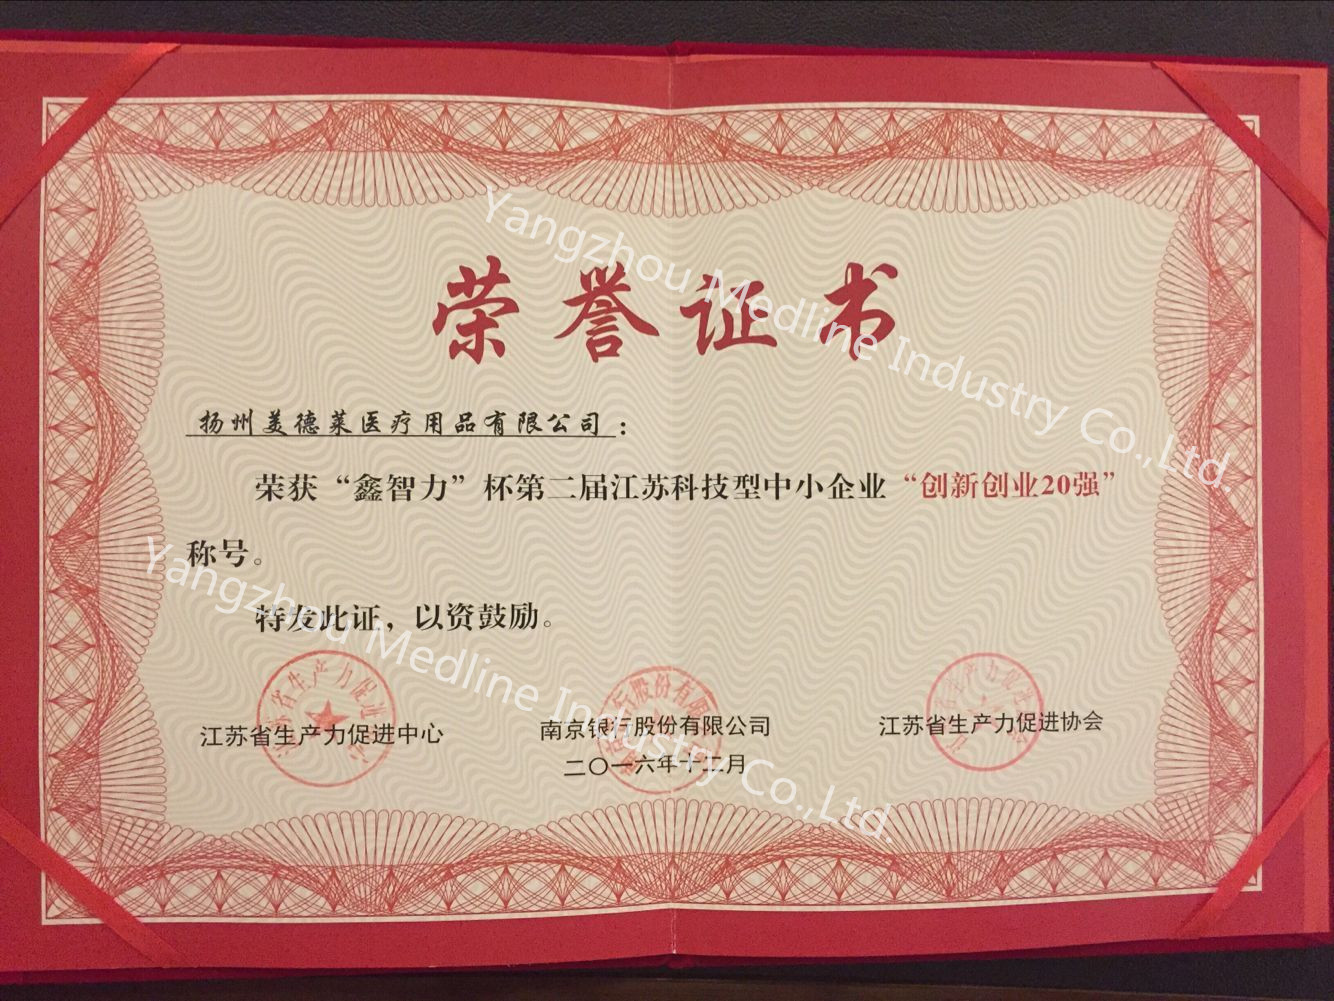 荣誉证书
扬州美德莱医疗用品有限公司：
荣获“鑫智力”杯第二届江苏科技型中小企业“创新创业20强”
称号。
特发此证，以资鼓励。
江苏省生产力促进中心
南京银行股份有限公司
江苏省生产力促进协会
二〇一六年十二月
Yangzhou Medline Industry Co.,Ltd.
Yangzhou Medline Industry Co.,Ltd.